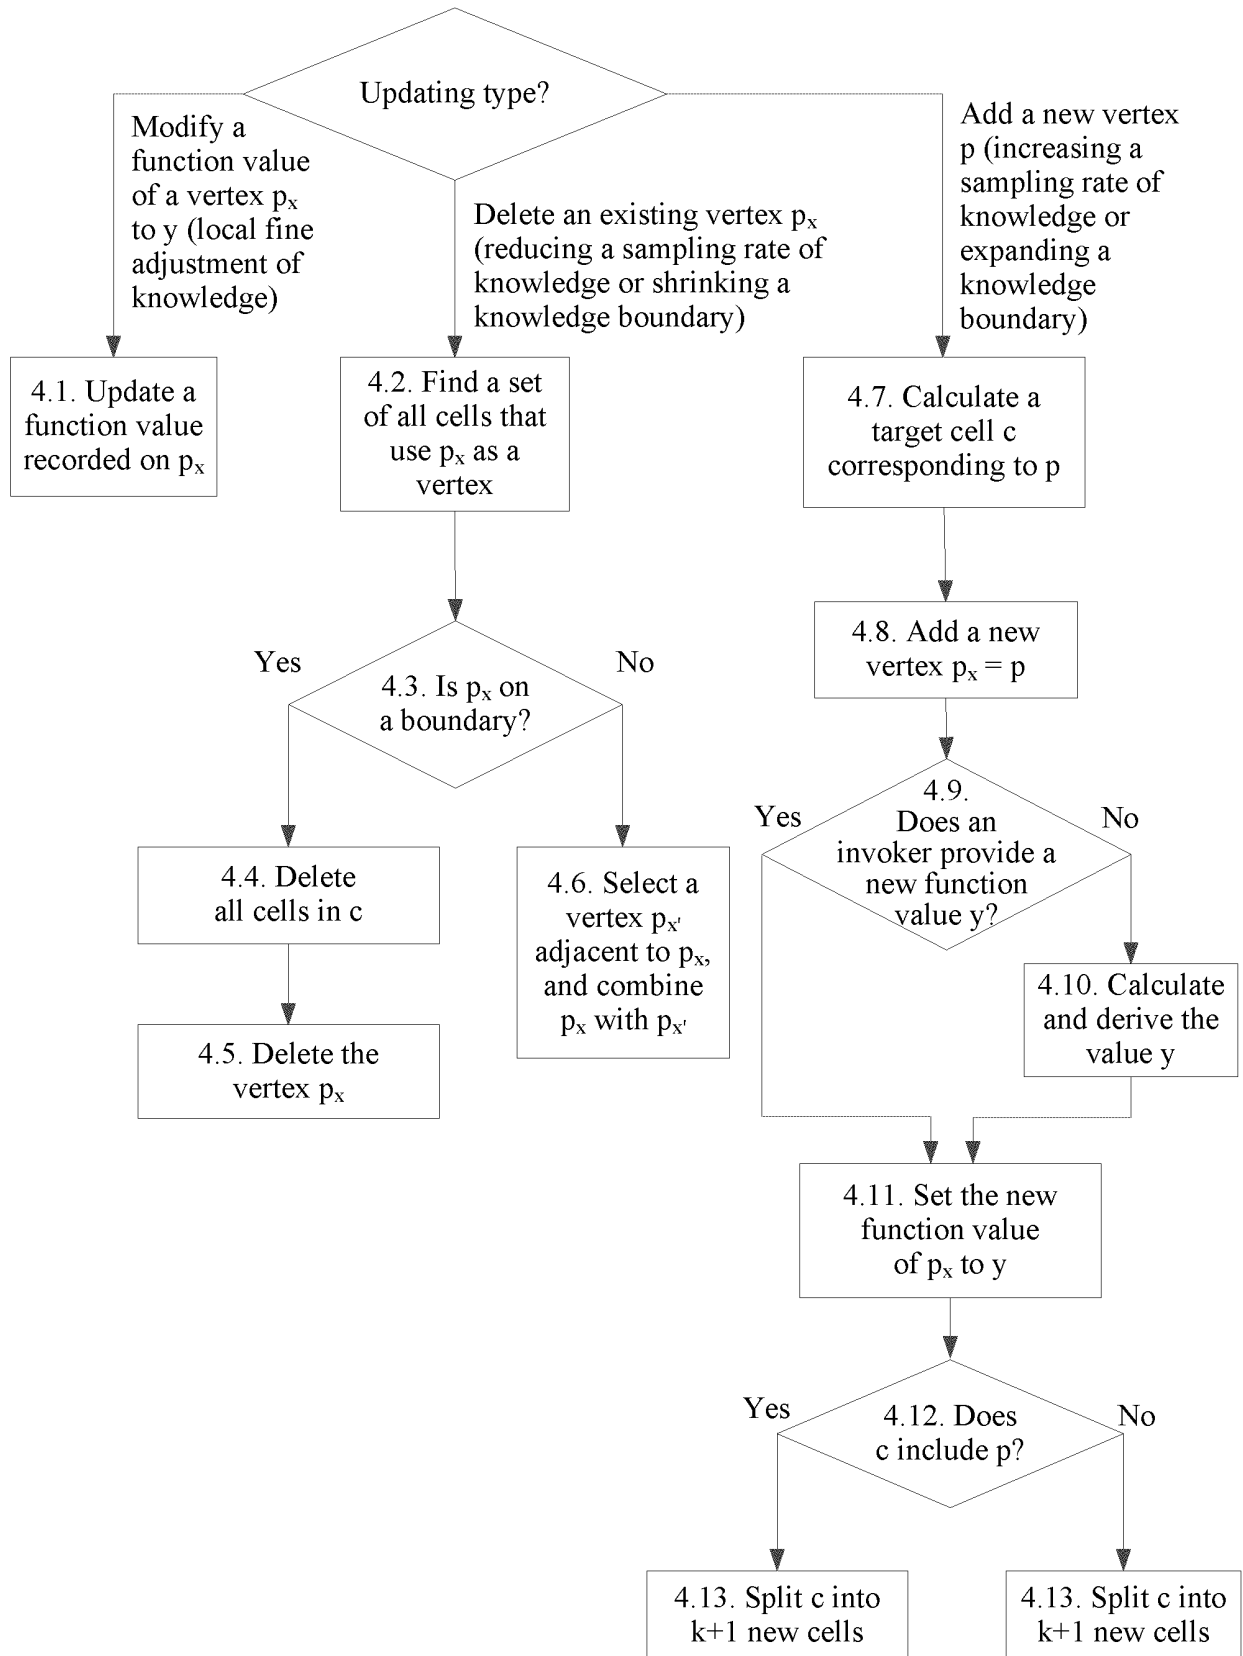 Updating type?
Modify a
function value
of a vertex pₓ
to y (local fine
adjustment of
knowledge)
Delete an existing vertex pₓ
(reducing a sampling rate of
knowledge or shrinking a
knowledge boundary)
Add a new vertex
p (increasing a
sampling rate of
knowledge or
expanding a
knowledge
boundary)
4.1. Update a
function value
recorded on pₓ
4.2. Find a set
of all cells that
use pₓ as a
vertex
4.7. Calculate a
target cell c
corresponding to p
4.8. Add a new
vertex pₓ = p
Yes
No
4.3. Is pₓ on
a boundary?
4.4. Delete
all cells in c
4.5. Delete the
vertex pₓ
4.6. Select a
vertex pₓ'
adjacent to pₓ,
and combine
pₓ with pₓ'
Yes
No
4.9.
Does an
invoker provide a
new function
value y?
4.10. Calculate
and derive the
value y
4.11. Set the new
function value
of pₓ to y
Yes
No
4.12. Does
c include p?
4.13. Split c into
k+1 new cells
4.13. Split c into
k+1 new cells